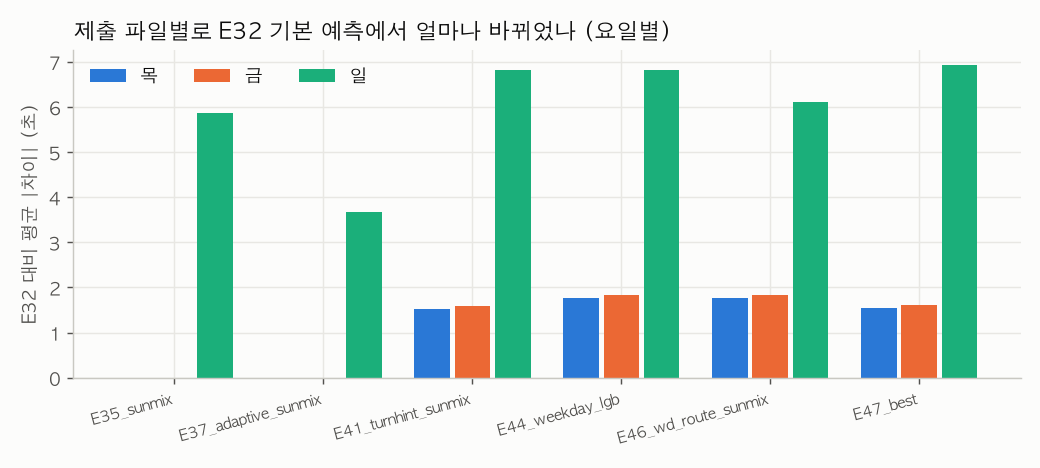 제출 파일별로 E32 기본 예측에서 얼마나 바뀌었나 (요일별)
목 금 일
E32 대비 평균 |차이| (초)
7
6
5
4
3
2
1
0
E35_sunmix
E37_adaptive_sunmix
E41_turnhint_sunmix
E44_weekday_lgb
E46_wd_route_sunmix
E47_best